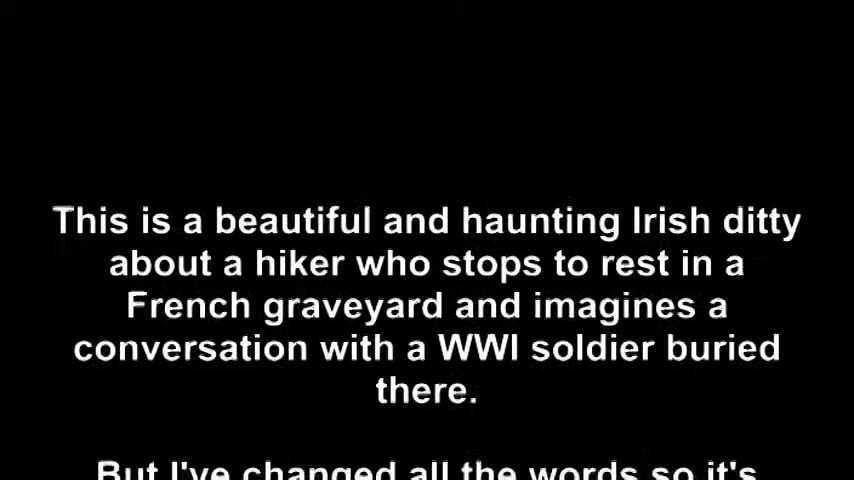 This is a beautiful and haunting Irish ditty
about a hiker who stops to rest in a
French graveyard and imagines a
conversation with a WWI soldier buried
there.
But I've changed all the words so it's